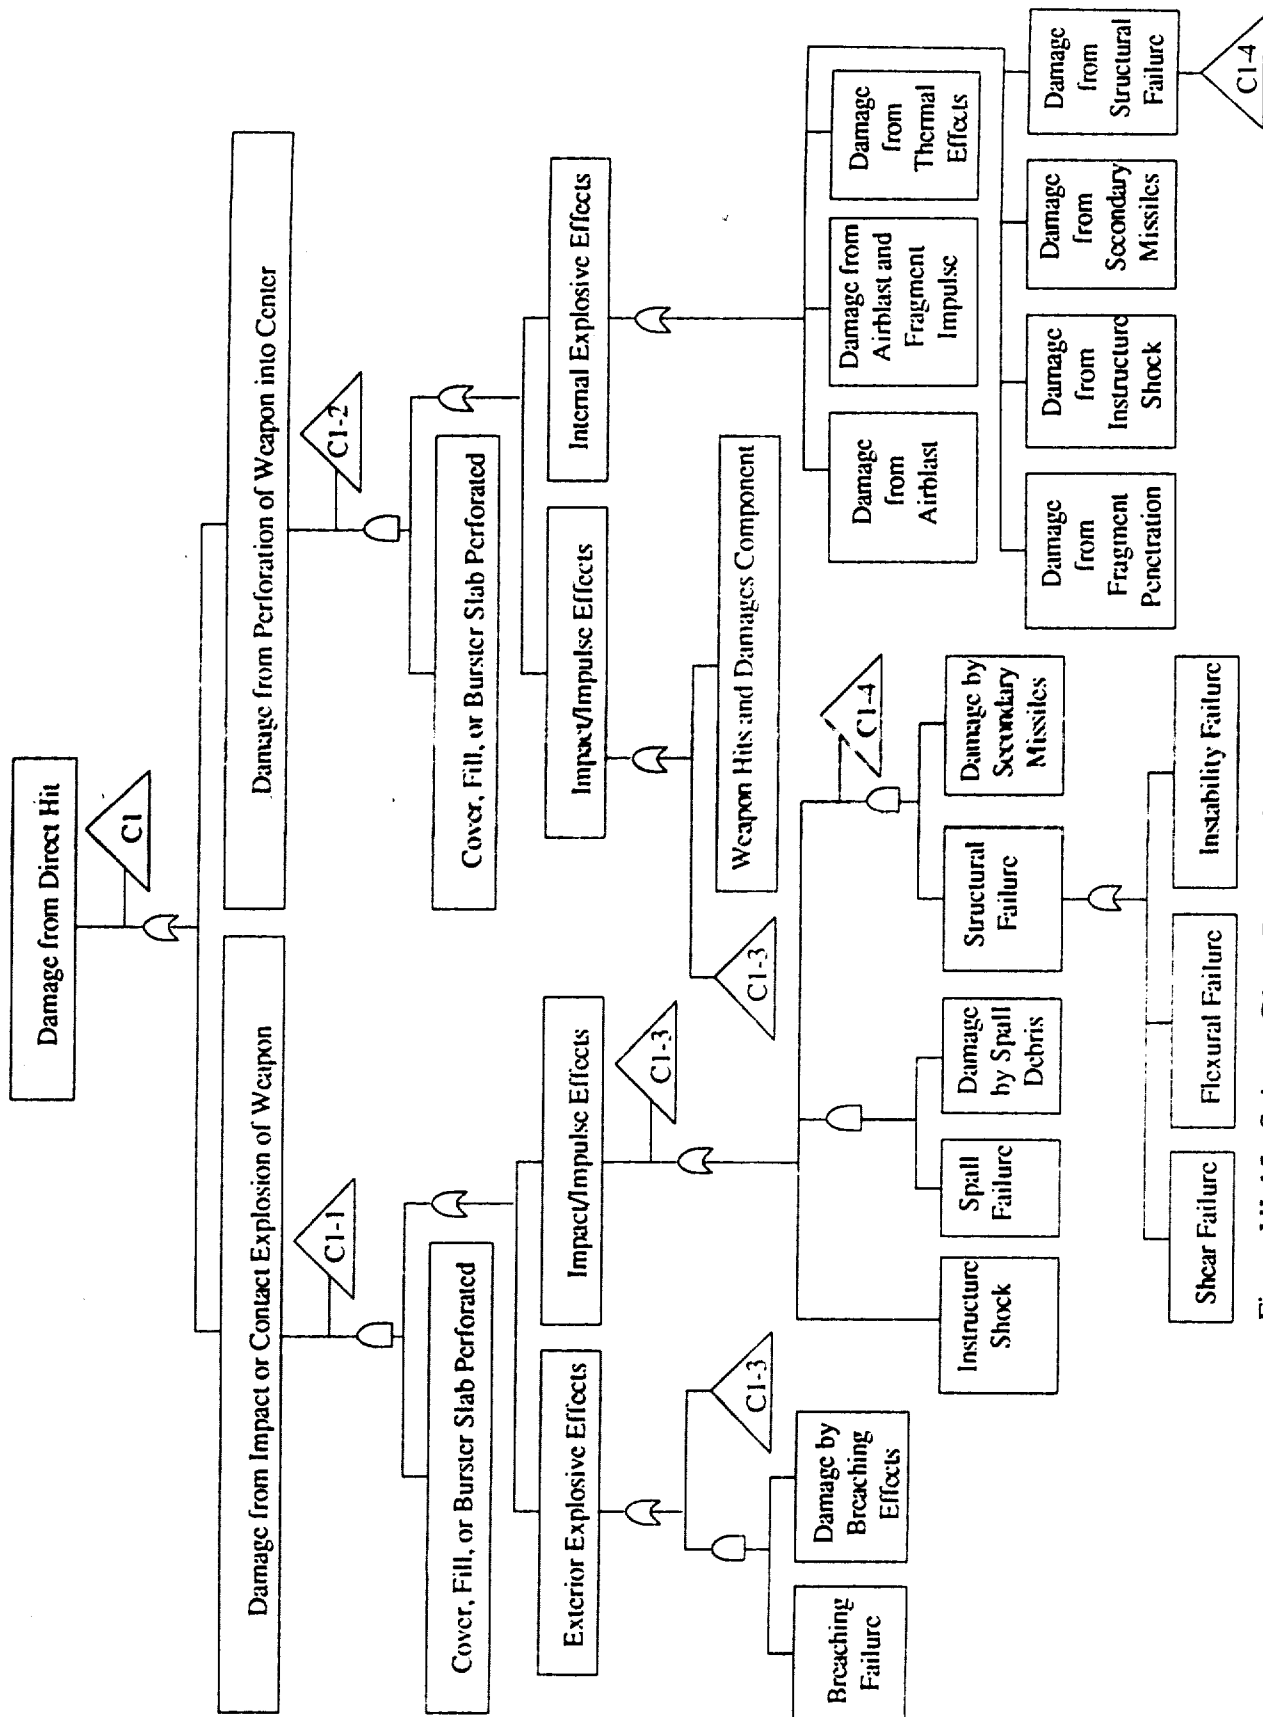 Damage from Direct Hit
C1
Damage from Impact or Contact Explosion of Weapon
Damage from Perforation of Weapon into Center
C1-1
C1-2
Cover, Fill, or Burster Slab Perforated
Cover, Fill, or Burster Slab Perforated
Exterior Explosive Effects
Impact/Impulse Effects
Impact/Impulse Effects
Internal Explosive Effects
C1-3
C1-3
C1-3
Weapon Hits and Damages Component
Breaching
Failure
Damage by
Breaching
Effects
Instructure
Shock
Spall
Failure
Damage
by Spall
Debris
C1-4
Structural
Failure
Damage by
Secondary
Missiles
Shear Failure
Flexural Failure
Instability Failure
Damage
from
Airblast
Damage from
Airblast and
Fragment
Impulse
Damage
from
Thermal
Effects
Damage
from
Fragment
Penetration
Damage
from
Instructure
Shock
Damage
from
Secondary
Missiles
Damage
from
Structural
Failure
C1-4